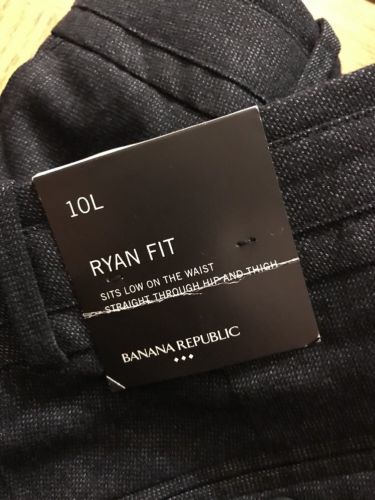 10L
RYAN FIT
SITS LOW ON THE WAIST
STRAIGHT THROUGH HIP AND THIGH
BANANA REPUBLIC